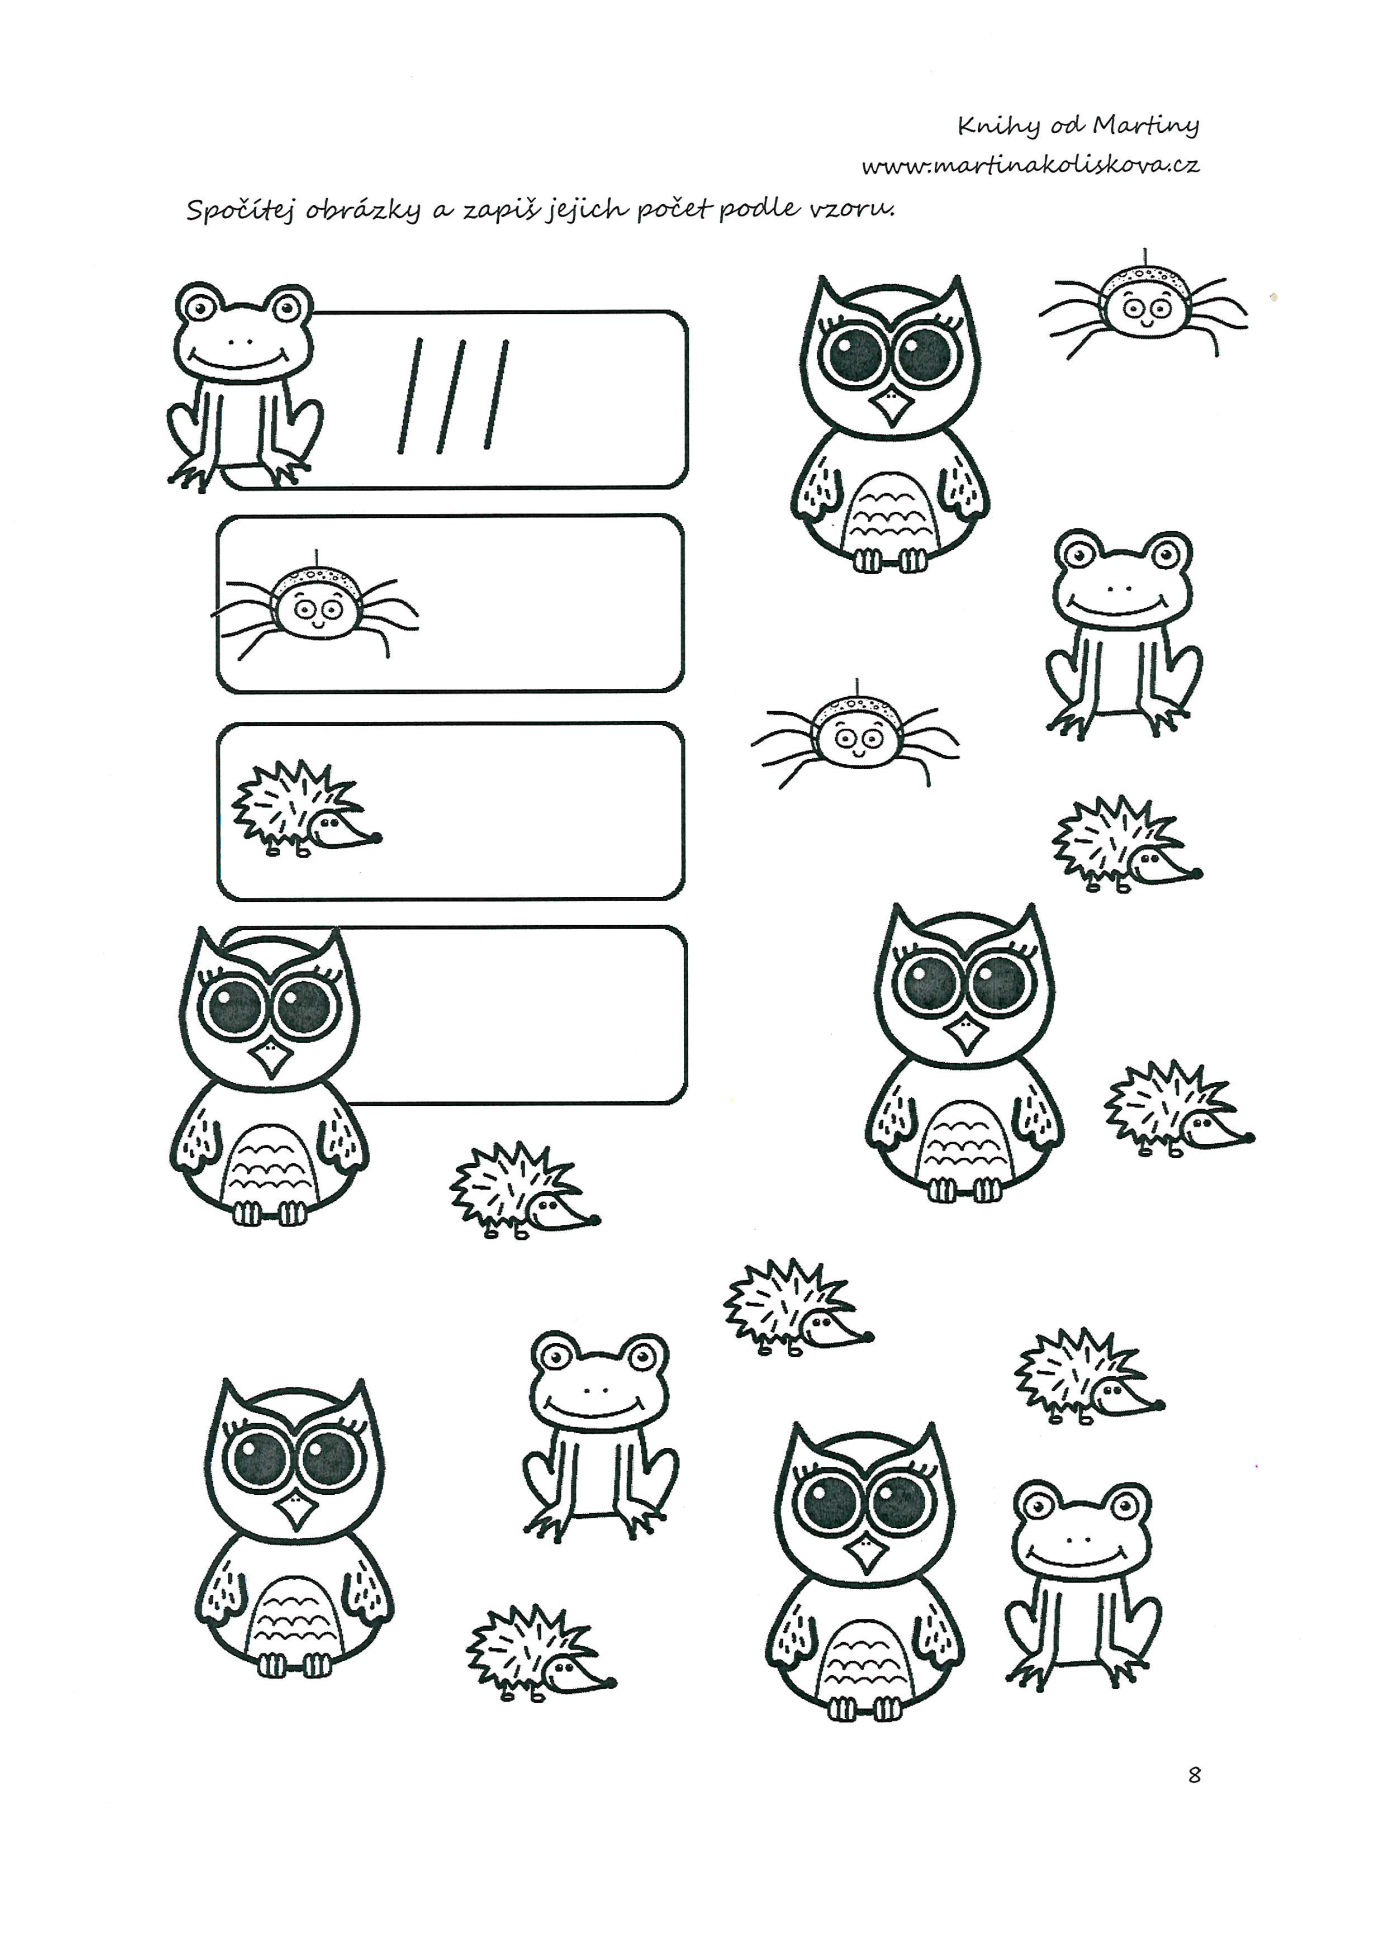 Knihy od Martiny
www.martinakoliskova.cz
Spočítej obrázky a zapiš jejich počet podle vzoru.
8